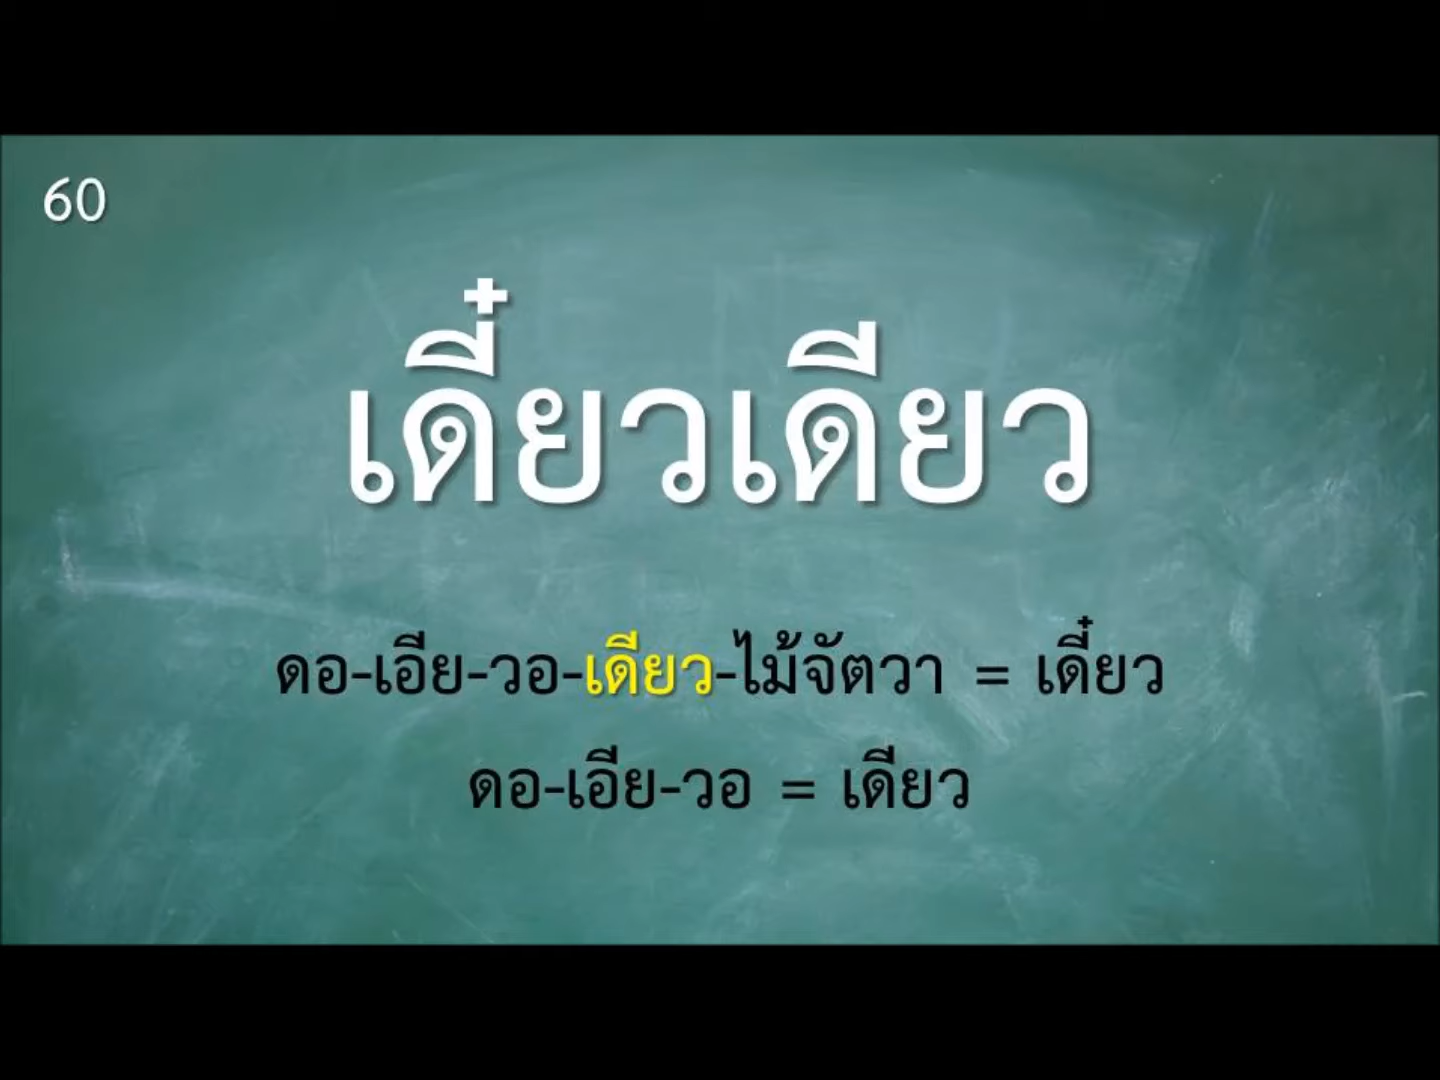 60
เดี๋ยวเดียว
ดอ-เอีย-วอ-เดียว-ไม้จัตวา = เดี๋ยว
ดอ-เอีย-วอ = เดียว